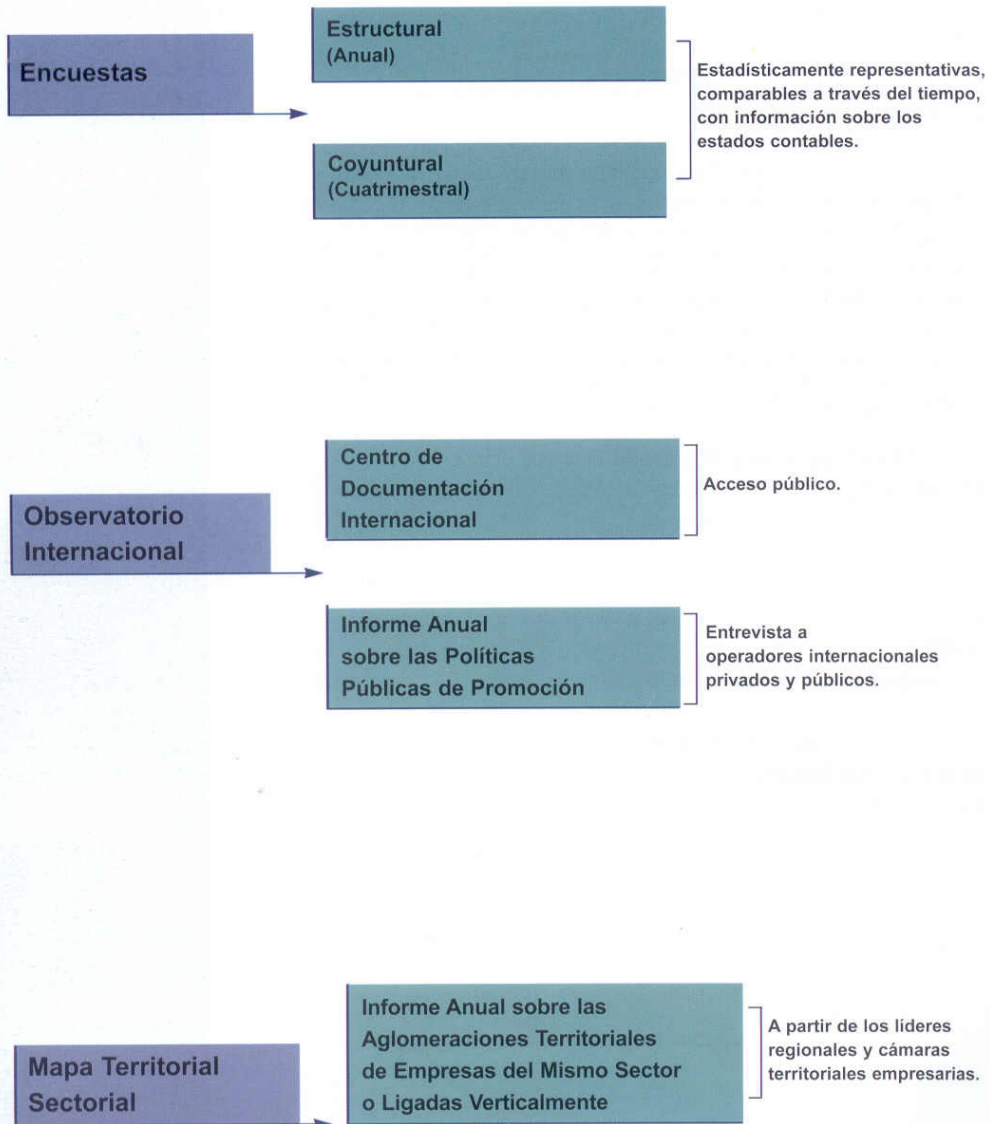 Encuestas
Estructural
(Anual)
Coyuntural
(Cuatrimestral)
Estadísticamente representativas,
comparables a través del tiempo,
con información sobre los
estados contables.
Observatorio
Internacional
Centro de
Documentación
Internacional
Acceso público.
Informe Anual
sobre las Políticas
Públicas de Promoción
Entrevista a
operadores internacionales
privados y públicos.
Mapa Territorial
Sectorial
Informe Anual sobre las
Aglomeraciones Territoriales
de Empresas del Mismo Sector
o Ligadas Verticalmente
A partir de los líderes
regionales y cámaras
territoriales empresarias.